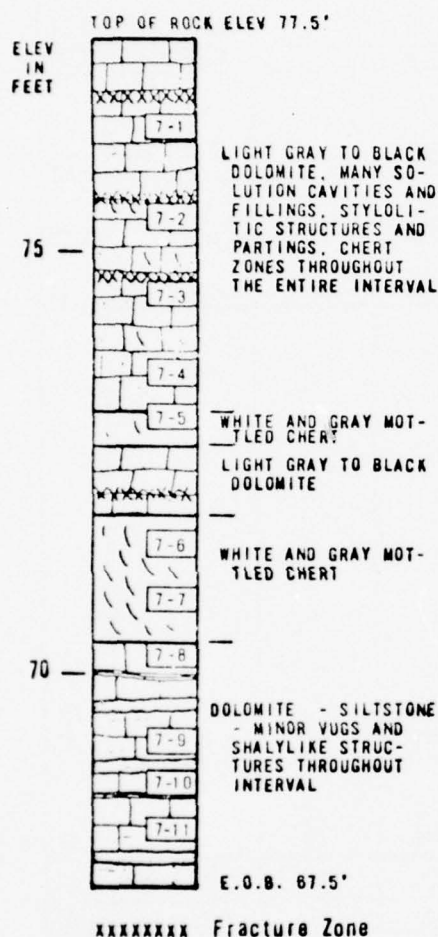 TOP OF ROCK ELEV 77.5'
ELEV
IN
FEET
7-1
LIGHT GRAY TO BLACK
DOLOMITE, MANY SO-
LUTION CAVITIES AND
FILLINGS, STYLOLI-
TIC STRUCTURES AND
PARTINGS, CHERT
ZONES THROUGHOUT
THE ENTIRE INTERVAL
7-2
75
7-3
7-4
7-5
WHITE AND GRAY MOT-
TLED CHERT
LIGHT GRAY TO BLACK
DOLOMITE
7-6
WHITE AND GRAY MOT-
TLED CHERT
7-7
7-8
70
DOLOMITE - SILTSTONE
- MINOR VUGS AND
SHALYLIKE STRUC-
TURES THROUGHOUT
INTERVAL
7-9
7-10
7-11
E.O.B. 67.5'
XXXXXXXX Fracture Zone